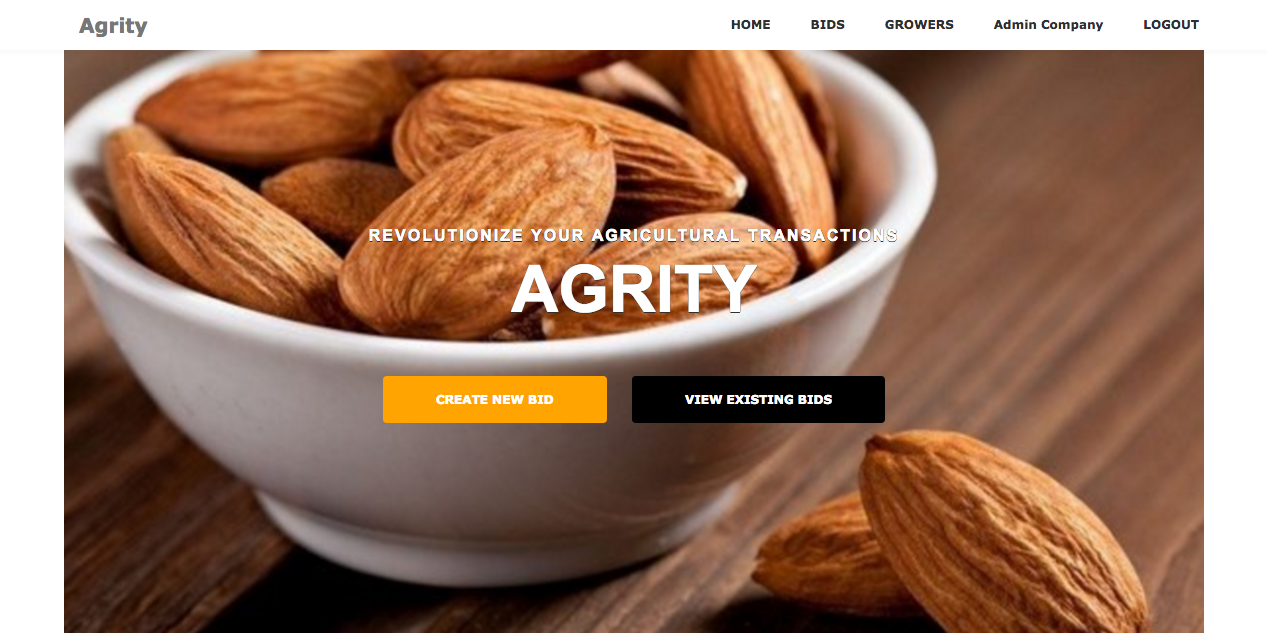 Agrity
HOME BIDS GROWERS Admin Company LOGOUT
REVOLUTIONIZE YOUR AGRICULTURAL TRANSACTIONS
AGRITY
CREATE NEW BID
VIEW EXISTING BIDS